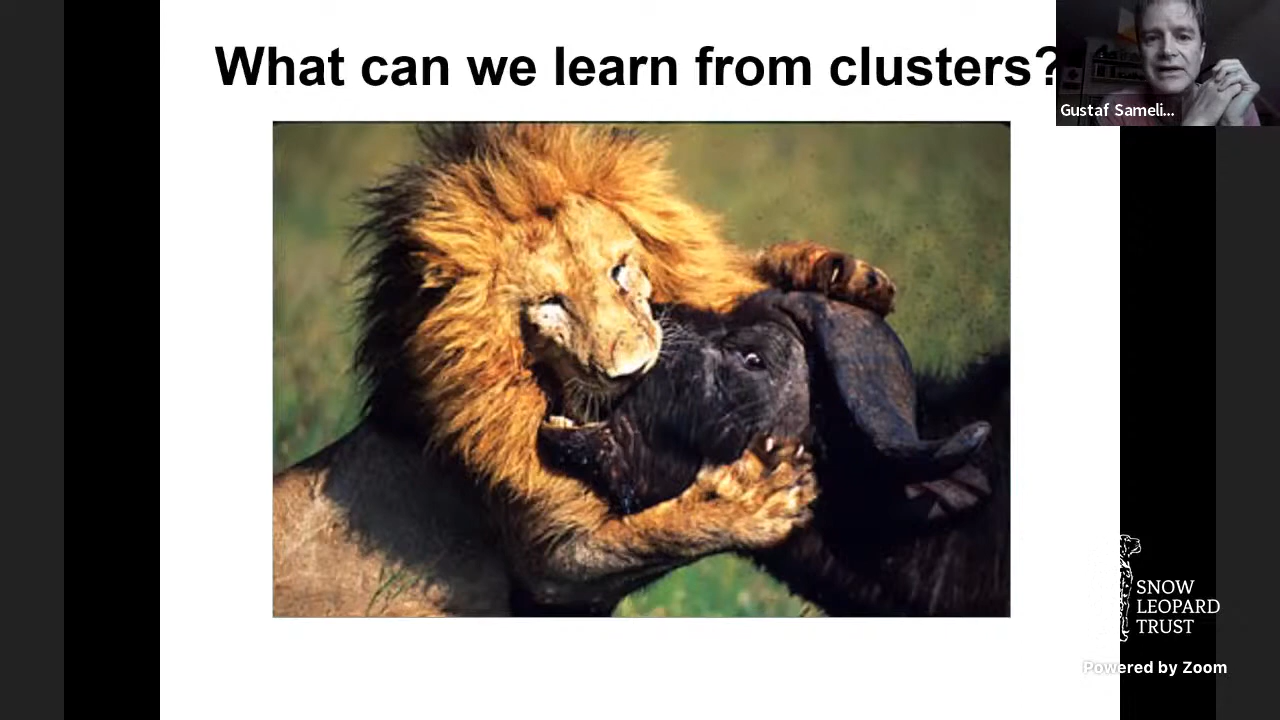 What can we learn from clusters?
Gustaf Sameli...
SNOW
LEOPARD
TRUST
Powered by Zoom